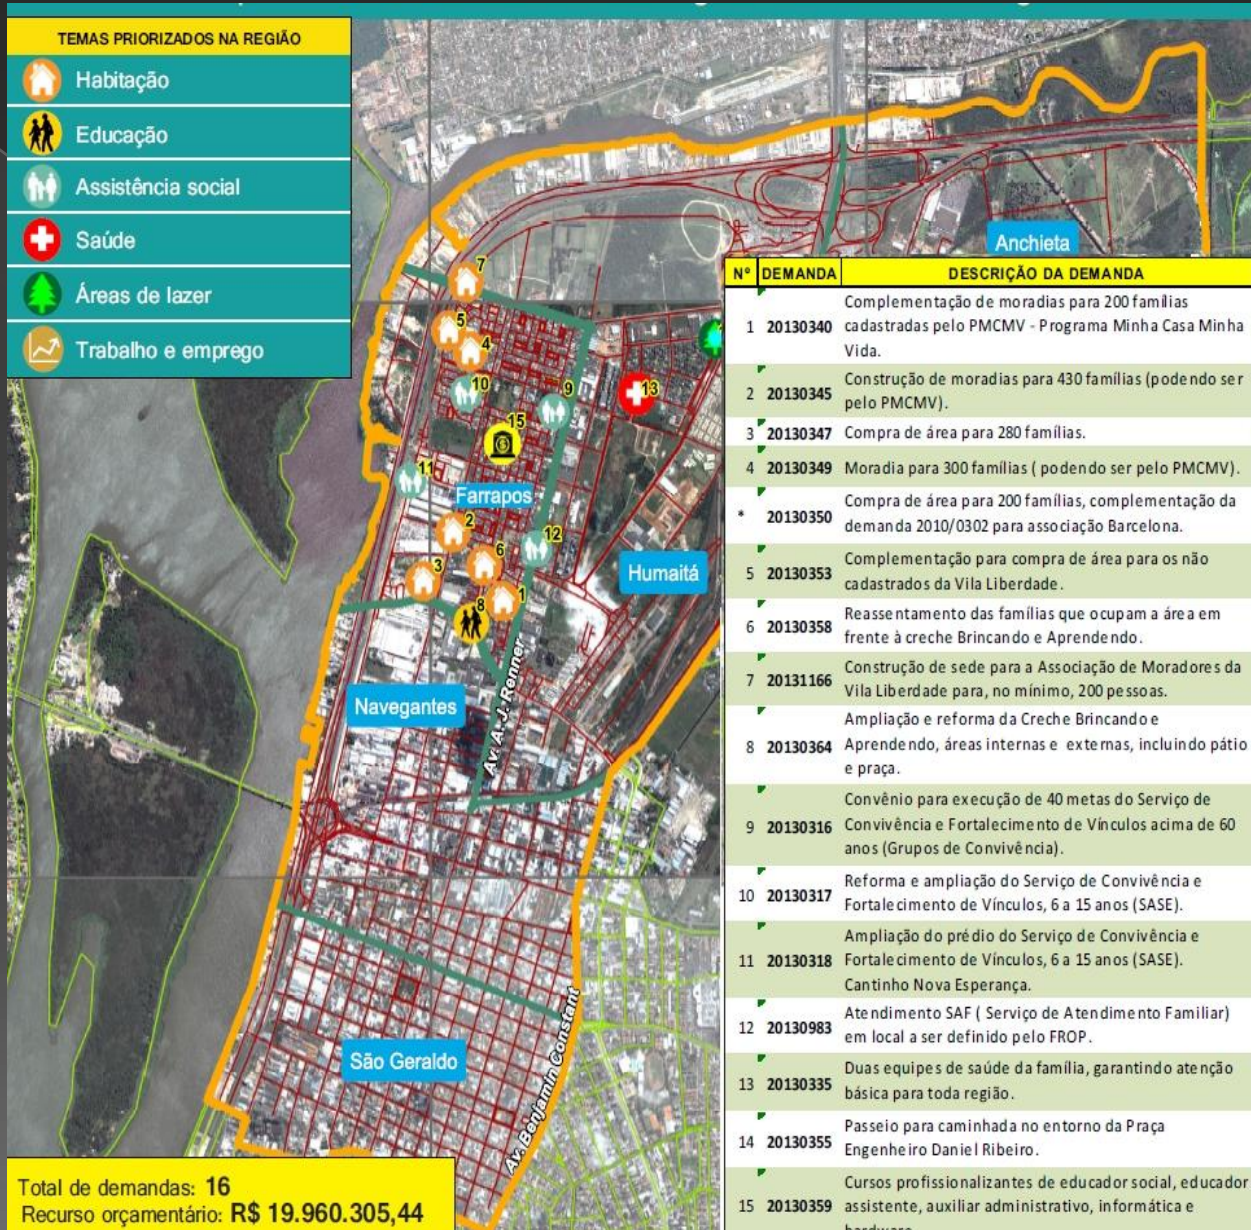 TEMAS PRIORIZADOS NA REGIÃO
Habitação
Educação
Assistência social
Saúde
Áreas de lazer
Trabalho e emprego
Anchieta
7
5
4
10
9
13
15
11
Farrapos
2
12
6
3
Humaitá
1
8
Navegantes
Av. A. J. Renner
São Geraldo
Av. Benjamin Constant
Nº DEMANDA DESCRIÇÃO DA DEMANDA
Complementação de moradias para 200 famílias
1 20130340 cadastradas pelo PMCMV - Programa Minha Casa Minha
Vida.
Construção de moradias para 430 famílias (podendo ser
2 20130345 pelo PMCMV).
3 20130347 Compra de área para 280 famílias.
4 20130349 Moradia para 300 famílias ( podendo ser pelo PMCMV).
Compra de área para 200 famílias, complementação da
* 20130350 demanda 2010/0302 para associação Barcelona.
Complementação para compra de área para os não
5 20130353 cadastrados da Vila Liberdade.
Reassentamento das famílias que ocupam a área em
6 20130358 frente à creche Brincando e Aprendendo.
Construção de sede para a Associação de Moradores da
7 20131166 Vila Liberdade para, no mínimo, 200 pessoas.
Ampliação e reforma da Creche Brincando e
8 20130364 Aprendendo, áreas internas e externas, incluindo pátio
e praça.
Convênio para execução de 40 metas do Serviço de
9 20130316 Convivência e Fortalecimento de Vínculos acima de 60
anos (Grupos de Convivência).
Reforma e ampliação do Serviço de Convivência e
10 20130317 Fortalecimento de Vínculos, 6 a 15 anos (SASE).
Ampliação do prédio do Serviço de Convivência e
11 20130318 Fortalecimento de Vínculos, 6 a 15 anos (SASE).
Cantinho Nova Esperança.
Atendimento SAF ( Serviço de Atendimento Familiar)
12 20130983 em local a ser definido pelo FROP.
Duas equipes de saúde da família, garantindo atenção
13 20130335 básica para toda região.
Passeio para caminhada no entorno da Praça
14 20130355 Engenheiro Daniel Ribeiro.
Cursos profissionalizantes de educador social, educador
15 20130359 assistente, auxiliar administrativo, informática e
Total de demandas: 16
Recurso orçamentário: R$ 19.960.305,44